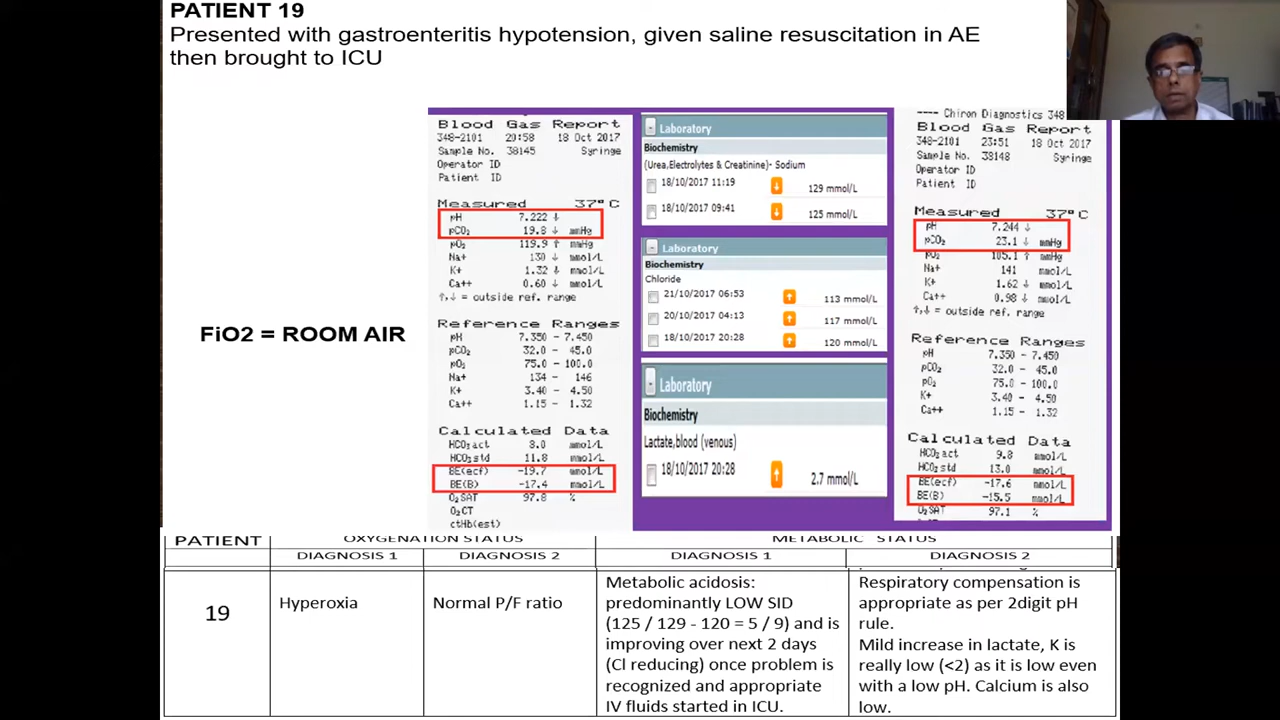 PATIENT 19
Presented with gastroenteritis hypotension, given saline resuscitation in AE
then brought to ICU
FiO2 = ROOM AIR
Blood Gas Report
348-2101 20:58 18 Oct 2017
Sample No. 38145 Syringe
Operator ID
Patient ID
Measured 37°C
pH 7.222 ↓
pCO₂ 19.8 ↓ mmHg
pO₂ 119.9 ↑ mmHg
Na+ 130 ↓ mmol/L
K+ 1.32 ↓ mmol/L
Ca++ 0.60 ↓ mmol/L
↑,↓ = outside ref. range
Reference Ranges
pH 7.350 - 7.450
pCO₂ 32.0 - 45.0
pO₂ 75.0 - 100.0
Na+ 134 - 146
K+ 3.40 - 4.50
Ca++ 1.15 - 1.32
Calculated Data
HCO₃act 8.0 mmol/L
HCO₃std 11.8 mmol/L
BE(ecf) -19.7 mmol/L
BE(B) -17.4 mmol/L
O₂SAT 97.8 %
O₂CT
ctHb(est)
Laboratory
Biochemistry
(Urea,Electrolytes & Creatinine)- Sodium
18/10/2017 11:19 129 mmol/L
18/10/2017 09:41 125 mmol/L
Laboratory
Biochemistry
Chloride
21/10/2017 06:53 113 mmol/L
20/10/2017 04:13 117 mmol/L
18/10/2017 20:28 120 mmol/L
Laboratory
Biochemistry
Lactate,blood (venous)
18/10/2017 20:28 2.7 mmol/L
---- Chiron Diagnostics 348
Blood Gas Report
348-2101 23:51 18 Oct 2017
Sample No. 38148 Syringe
Operator ID
Patient ID
Measured 37°C
pH 7.244 ↓
pCO₂ 23.1 ↓ mmHg
pO₂ 105.1 ↑ mmHg
Na+ 141 mmol/L
K+ 1.62 ↓ mmol/L
Ca++ 0.98 ↓ mmol/L
↑,↓ = outside ref. range
Reference Ranges
pH 7.350 - 7.450
pCO₂ 32.0 - 45.0
pO₂ 75.0 - 100.0
Na+ 134 - 146
K+ 3.40 - 4.50
Ca++ 1.15 - 1.32
Calculated Data
HCO₃act 9.8 mmol/L
HCO₃std 13.0 mmol/L
BE(ecf) -17.6 mmol/L
BE(B) -15.5 mmol/L
O₂SAT 97.1 %
PATIENT OXYGENATION STATUS METABOLIC STATUS
DIAGNOSIS 1 DIAGNOSIS 2 DIAGNOSIS 1 DIAGNOSIS 2
19
Hyperoxia
Normal P/F ratio
Metabolic acidosis:
predominantly LOW SID
(125 / 129 - 120 = 5 / 9) and is
improving over next 2 days
(Cl reducing) once problem is
recognized and appropriate
IV fluids started in ICU.
Respiratory compensation is
appropriate as per 2digit pH
rule.
Mild increase in lactate, K is
really low (<2) as it is low even
with a low pH. Calcium is also
low.